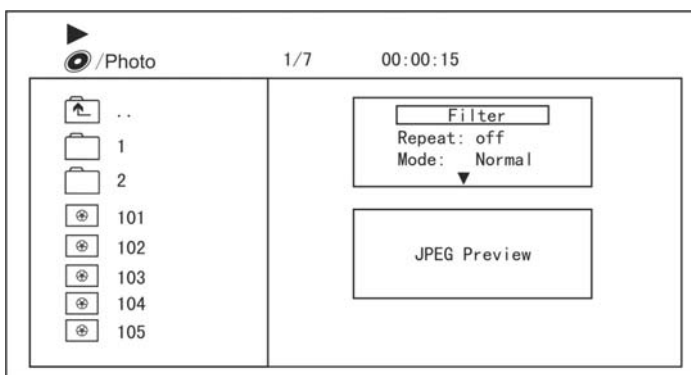 /Photo 1/7 00:00:15
..
1
2
101
102
103
104
105
Filter
Repeat: off
Mode: Normal
JPEG Preview